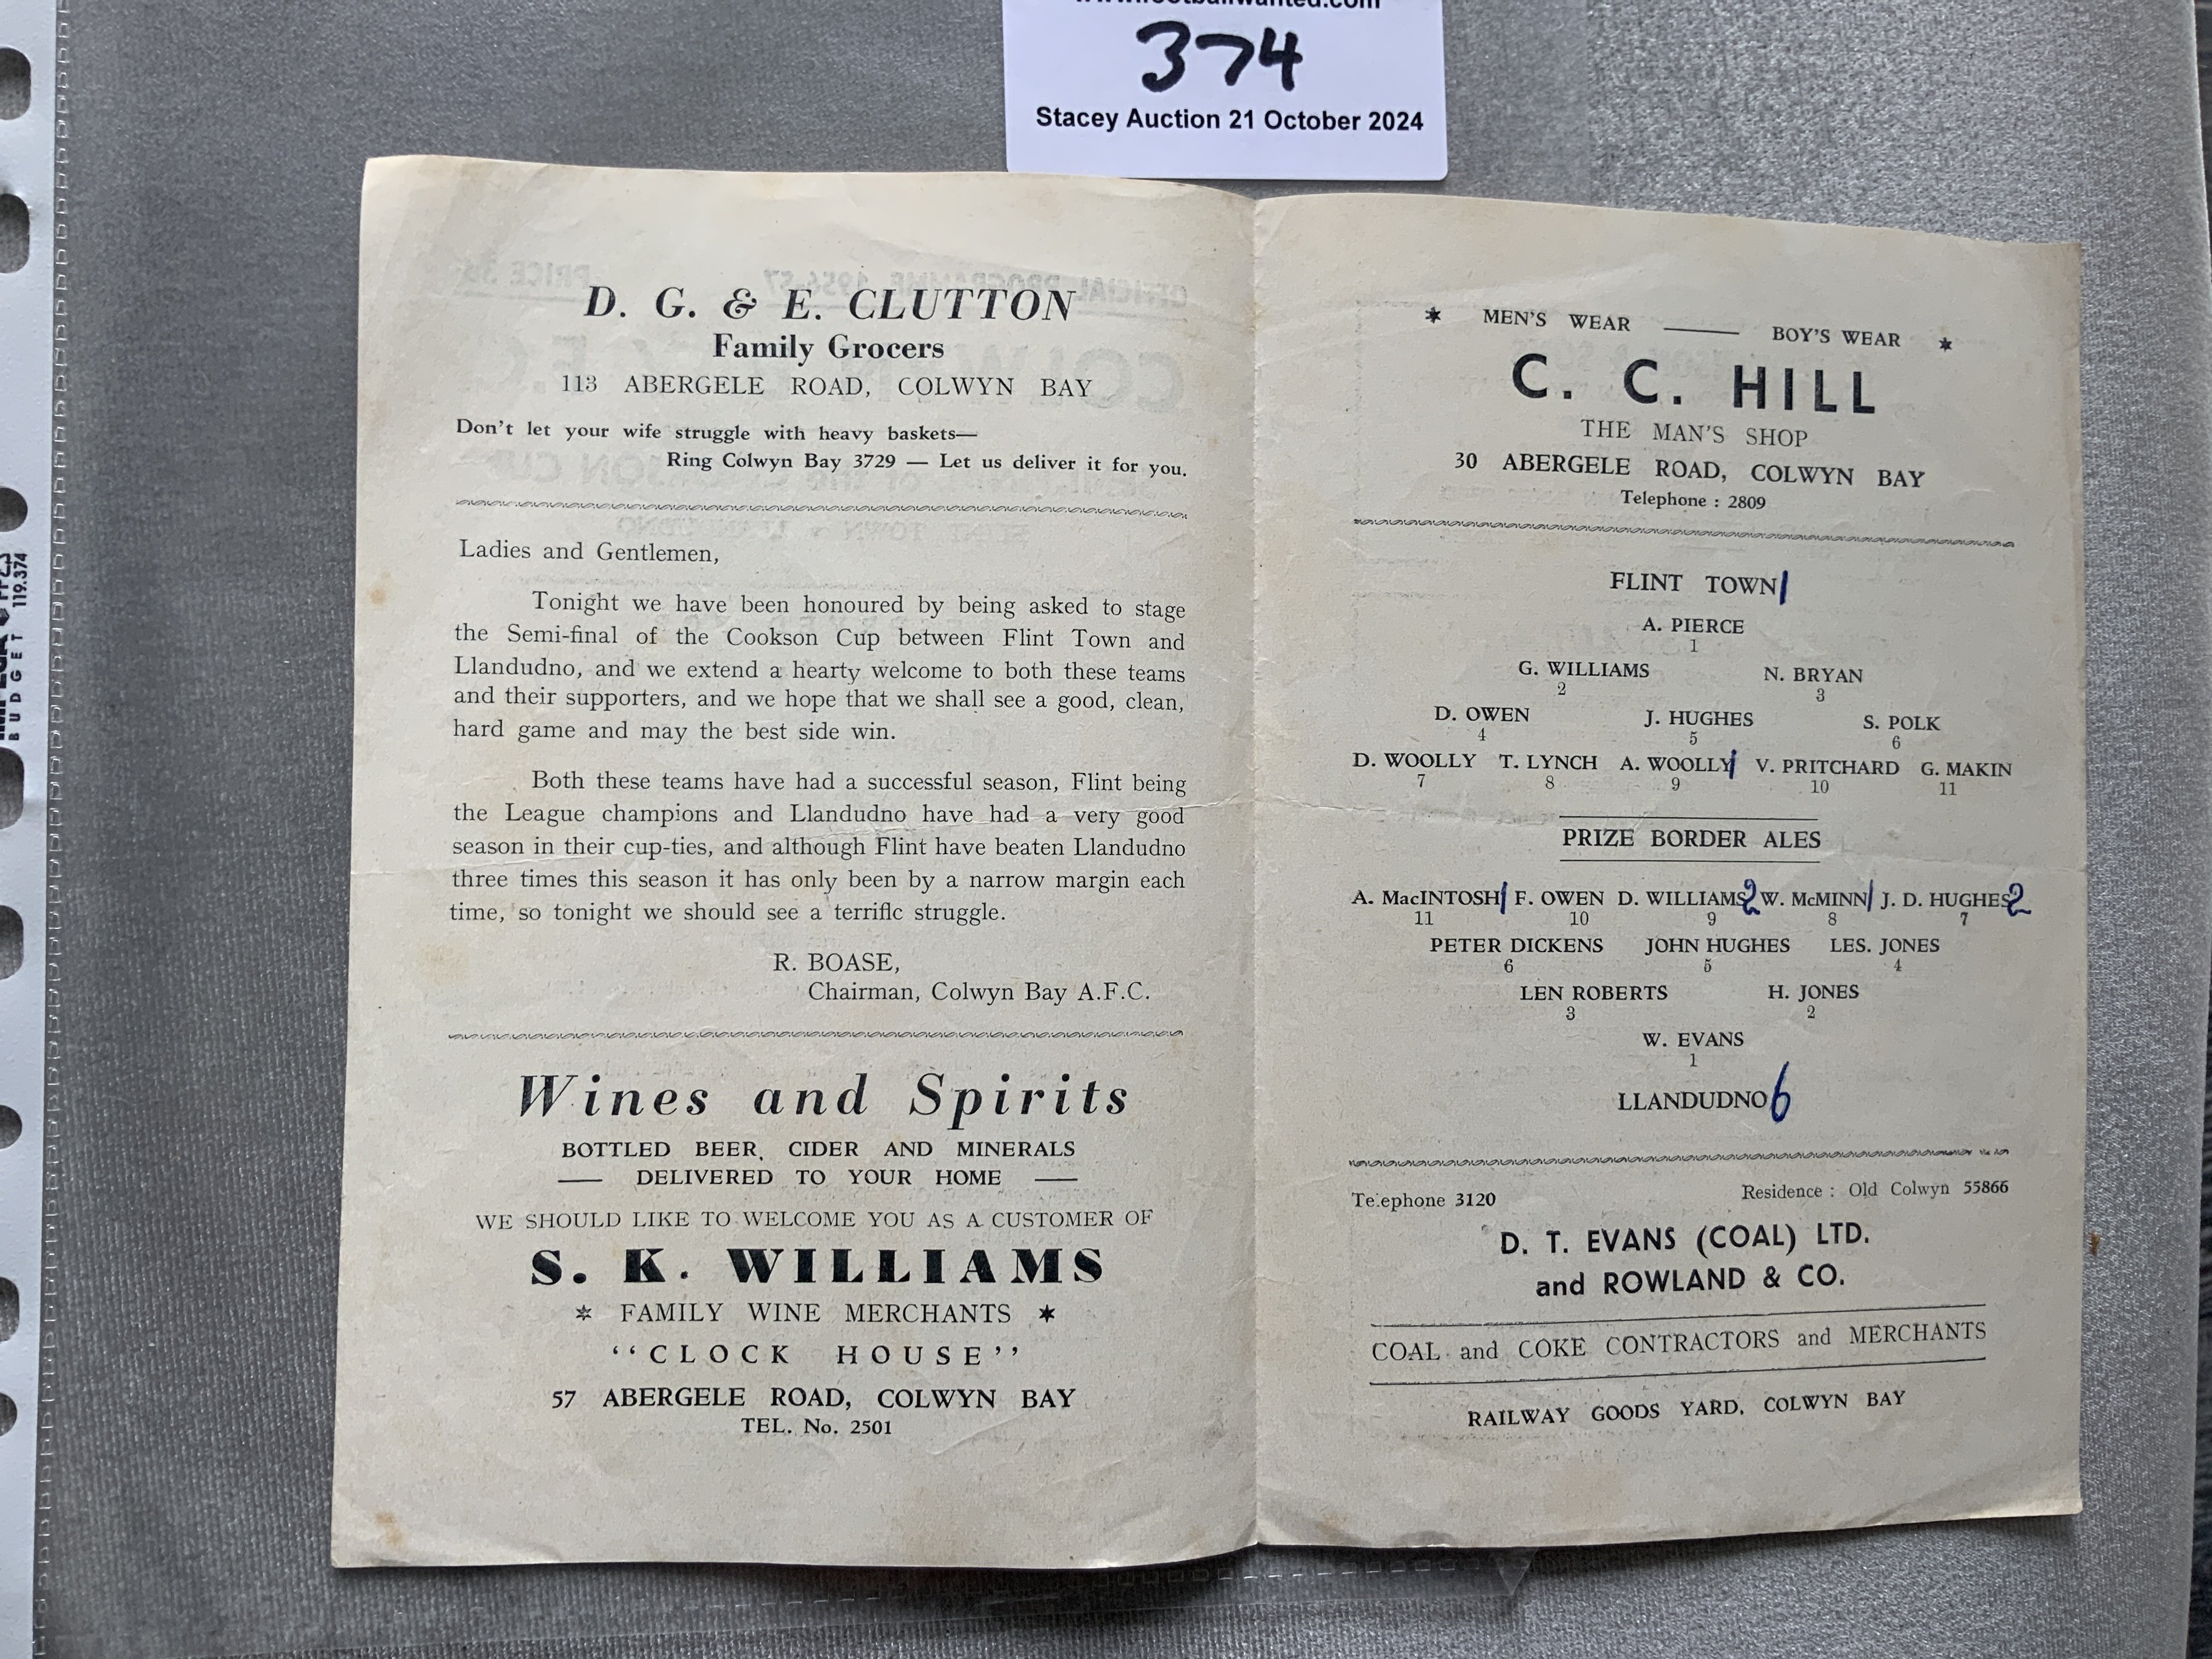 374
Stacey Auction 21 October 2024
BUDGET 119.374
D. G. & E. CLUTTON
Family Grocers
113 ABERGELE ROAD, COLWYN BAY
Don't let your wife struggle with heavy baskets—
Ring Colwyn Bay 3729 — Let us deliver it for you.
Ladies and Gentlemen,
Tonight we have been honoured by being asked to stage
the Semi-final of the Cookson Cup between Flint Town and
Llandudno, and we extend a hearty welcome to both these teams
and their supporters, and we hope that we shall see a good, clean,
hard game and may the best side win.
Both these teams have had a successful season, Flint being
the League champions and Llandudno have had a very good
season in their cup-ties, and although Flint have beaten Llandudno
three times this season it has only been by a narrow margin each
time, so tonight we should see a terrific struggle.
R. BOASE,
Chairman, Colwyn Bay A.F.C.
Wines and Spirits
BOTTLED BEER, CIDER AND MINERALS
— DELIVERED TO YOUR HOME —
WE SHOULD LIKE TO WELCOME YOU AS A CUSTOMER OF
S. K. WILLIAMS
* FAMILY WINE MERCHANTS *
"CLOCK HOUSE"
57 ABERGELE ROAD, COLWYN BAY
TEL. No. 2501
* MEN'S WEAR — BOY'S WEAR *
C. C. HILL
THE MAN'S SHOP
30 ABERGELE ROAD, COLWYN BAY
Telephone : 2809
FLINT TOWN 1
A. PIERCE
1
G. WILLIAMS N. BRYAN
2 3
D. OWEN J. HUGHES S. POLK
4 5 6
D. WOOLLY T. LYNCH A. WOOLLY 1 V. PRITCHARD G. MAKIN
7 8 9 10 11
PRIZE BORDER ALES
A. MacINTOSH 1 F. OWEN D. WILLIAMS 2 W. McMINN 1 J. D. HUGHES 2
11 10 9 8 7
PETER DICKENS JOHN HUGHES LES. JONES
6 5 4
LEN ROBERTS H. JONES
3 2
W. EVANS
1
LLANDUDNO 6
Telephone 3120 Residence : Old Colwyn 55866
D. T. EVANS (COAL) LTD.
and ROWLAND & CO.
COAL and COKE CONTRACTORS and MERCHANTS
RAILWAY GOODS YARD, COLWYN BAY